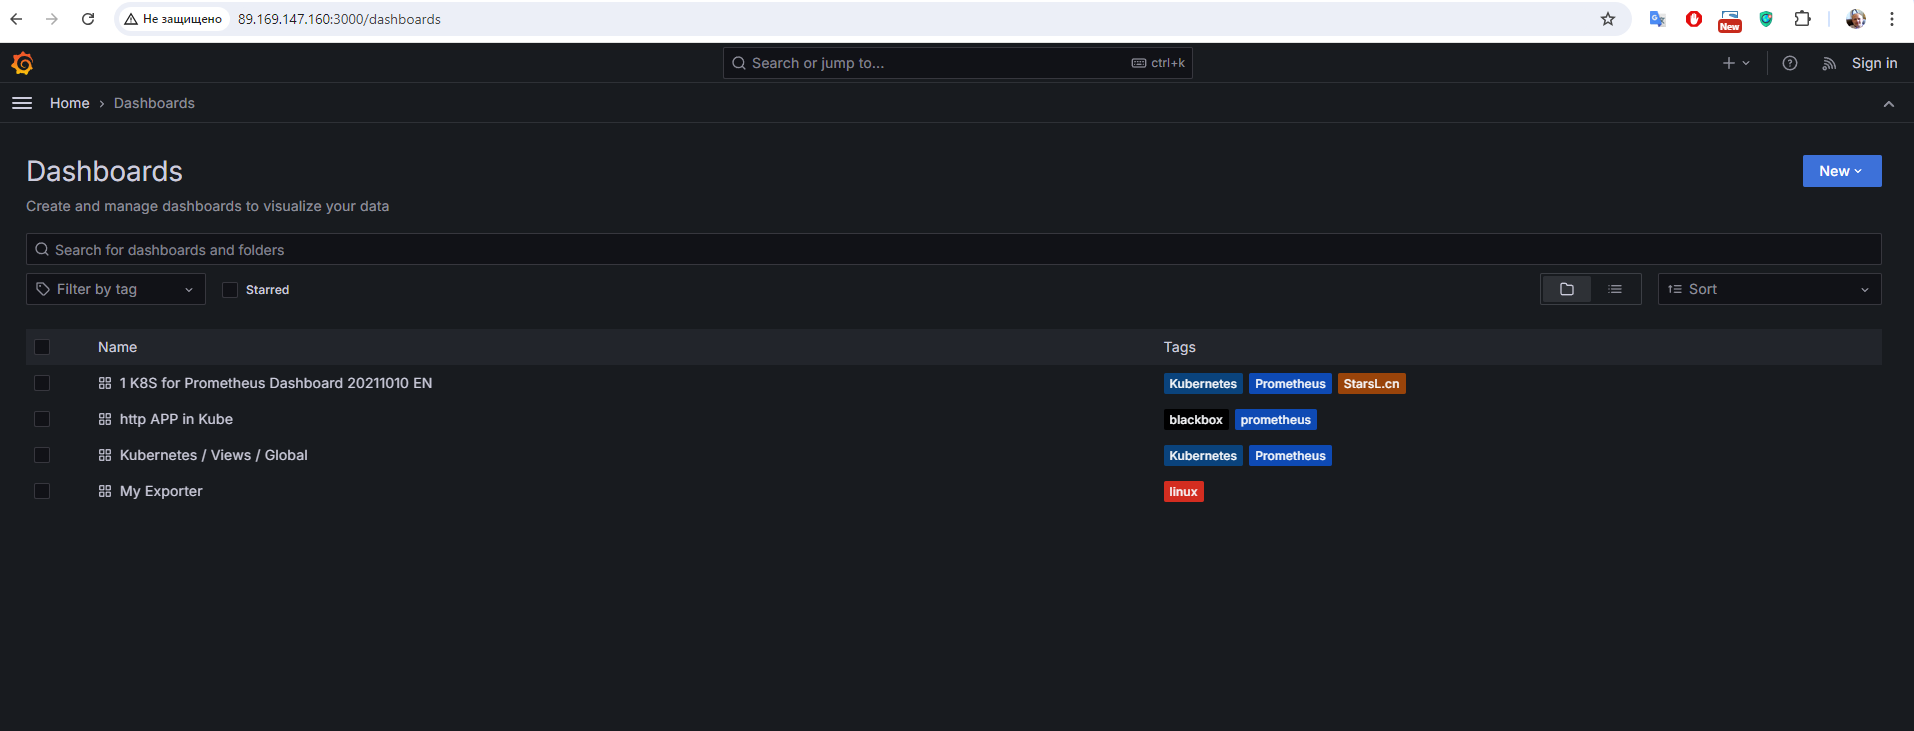 Не защищено 89.169.147.160:3000/dashboards
New
Search or jump to... ctrl+k
Sign in
Home › Dashboards
Dashboards
New
Create and manage dashboards to visualize your data
Search for dashboards and folders
Filter by tag
Starred
Sort
Name Tags
1 K8S for Prometheus Dashboard 20211010 EN Kubernetes Prometheus StarsL.cn
http APP in Kube blackbox prometheus
Kubernetes / Views / Global Kubernetes Prometheus
My Exporter linux